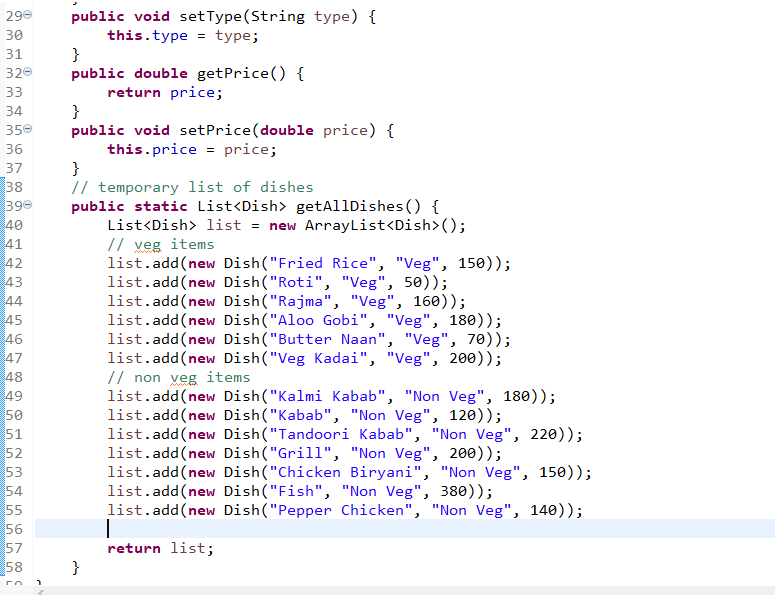 29 public void setType(String type) {
30 this.type = type;
31 }
32 public double getPrice() {
33 return price;
34 }
35 public void setPrice(double price) {
36 this.price = price;
37 }
38 // temporary list of dishes
39 public static List<Dish> getAllDishes() {
40 List<Dish> list = new ArrayList<Dish>();
41 // veg items
42 list.add(new Dish("Fried Rice", "Veg", 150));
43 list.add(new Dish("Roti", "Veg", 50));
44 list.add(new Dish("Rajma", "Veg", 160));
45 list.add(new Dish("Aloo Gobi", "Veg", 180));
46 list.add(new Dish("Butter Naan", "Veg", 70));
47 list.add(new Dish("Veg Kadai", "Veg", 200));
48 // non veg items
49 list.add(new Dish("Kalmi Kabab", "Non Veg", 180));
50 list.add(new Dish("Kabab", "Non Veg", 120));
51 list.add(new Dish("Tandoori Kabab", "Non Veg", 220));
52 list.add(new Dish("Grill", "Non Veg", 200));
53 list.add(new Dish("Chicken Biryani", "Non Veg", 150));
54 list.add(new Dish("Fish", "Non Veg", 380));
55 list.add(new Dish("Pepper Chicken", "Non Veg", 140));
56
57 return list;
58 }
59 }